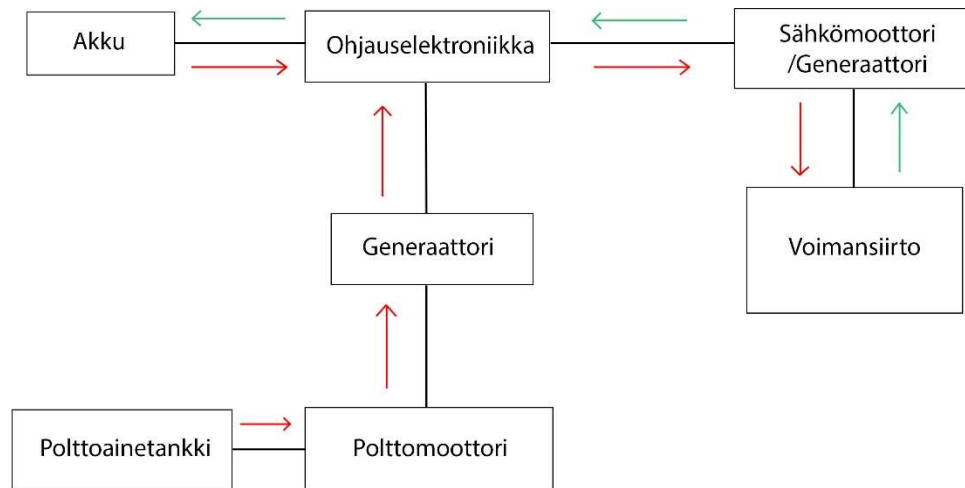 Akku
Ohjauselektroniikka
Sähkömoottori
/Generaattori
Generaattori
Voimansiirto
Polttoainetankki
Polttomoottori